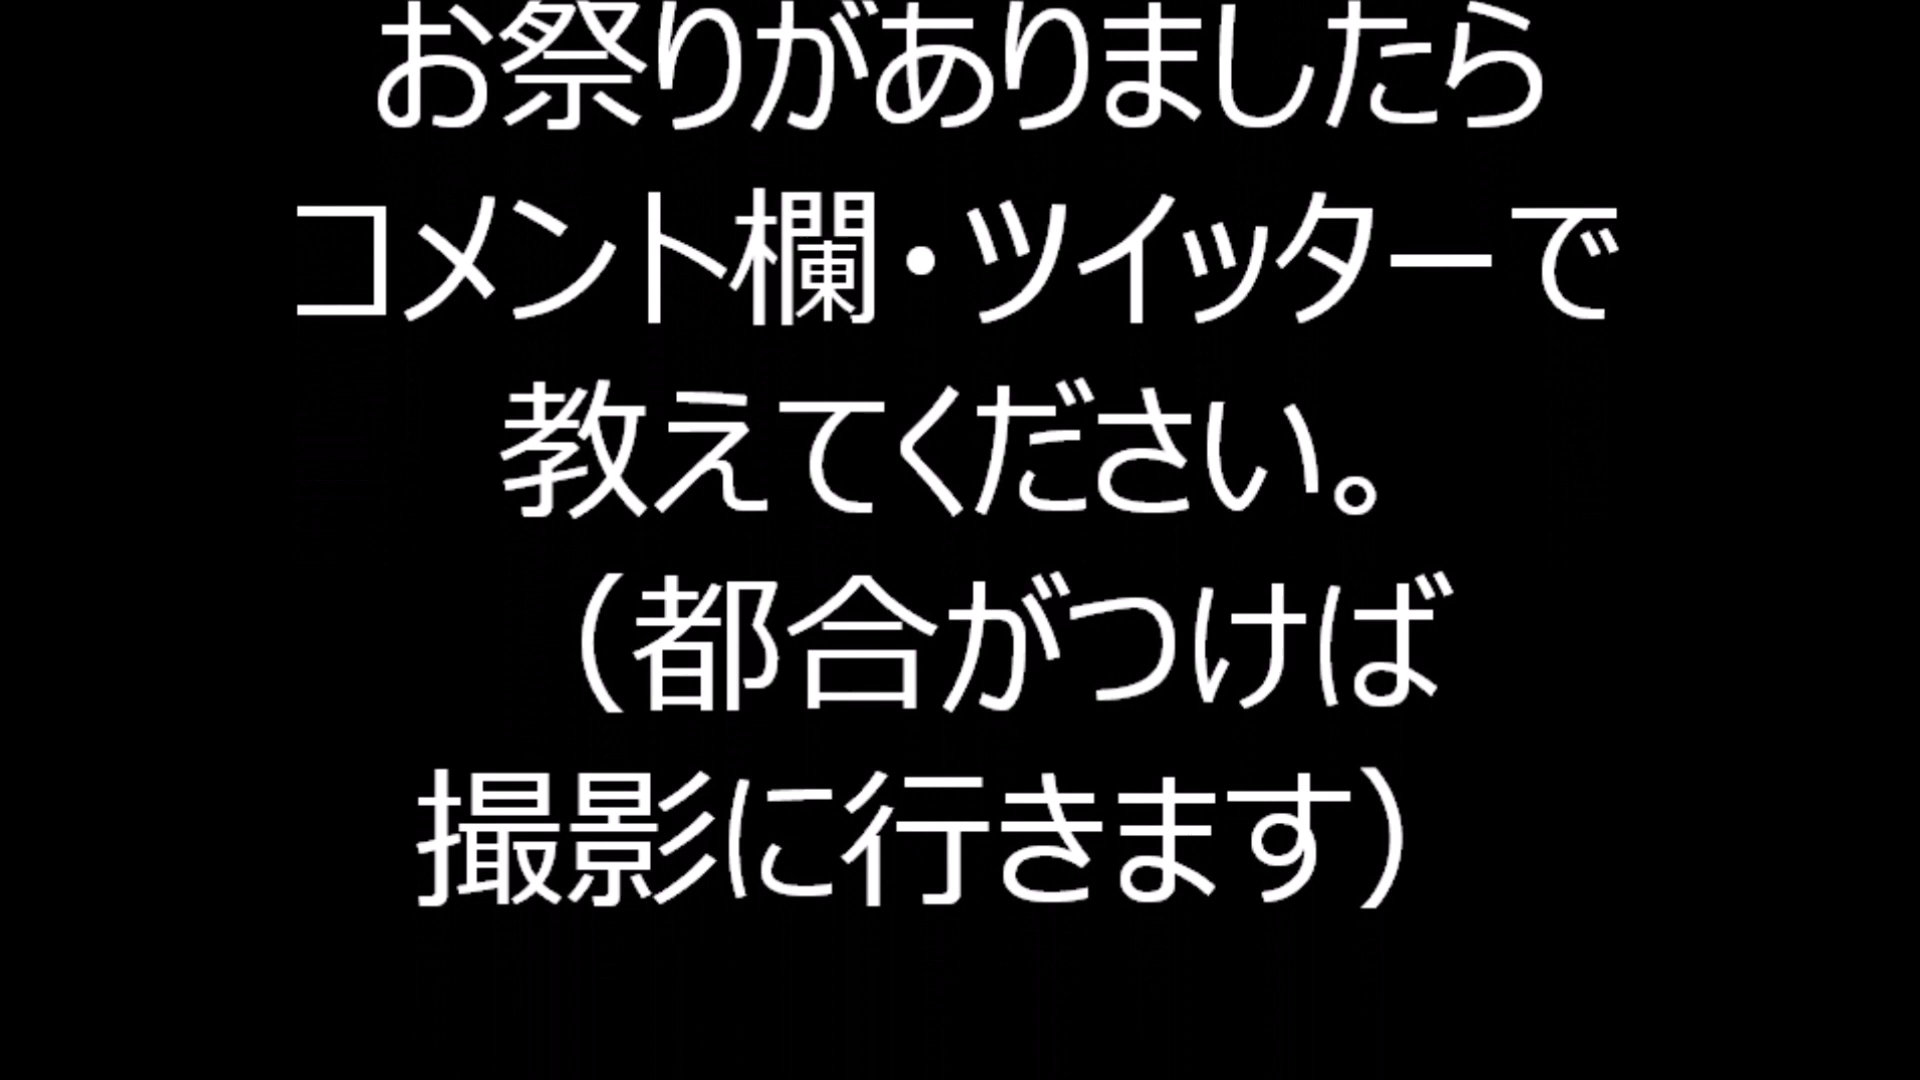 お祭りがありましたら
コメント欄・ツイッターで
教えてください。
（都合がつけば
撮影に行きます）